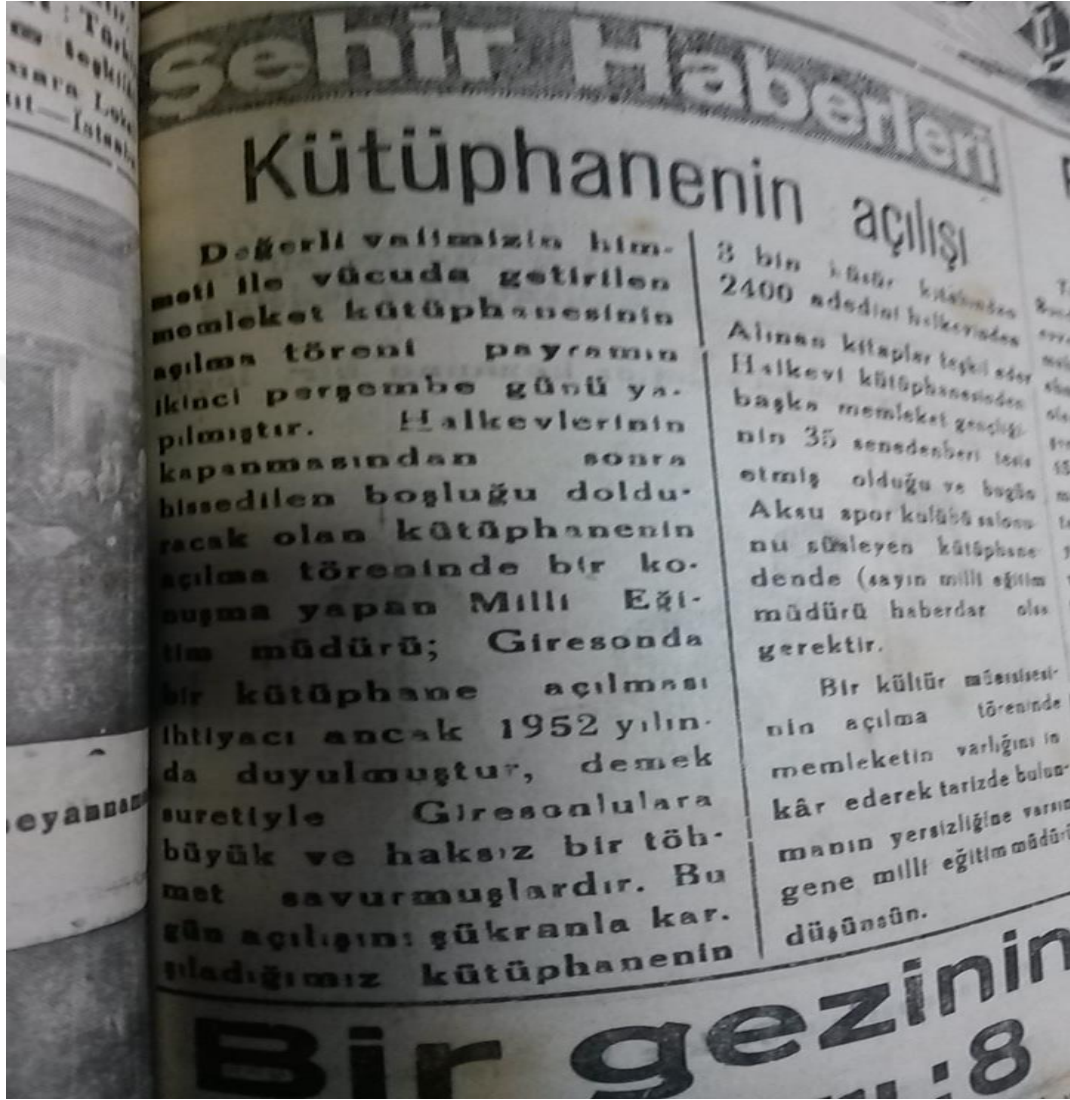 Şehir Haberleri
Kütüphanenin açılışı
Değerli valimizin him-
meti ile vücuda getirilen
memleket kütüphanesinin
açılma töreni payramın
ikinci perşembe günü ya-
pılmıştır. Halkevlerinin
kapanmasından sonra
hissedilen boşluğu doldu-
racak olan kütüphanenin
açılma töreninde bir ko-
nuşma yapan Milli Eği-
tim müdürü; Giresonda
bir kütüphane açılması
ihtiyacı ancak 1952 yılın-
da duyulmuştur, demek
suretiyle Giresonlulara
büyük ve haksız bir töh-
met savurmuşlardır. Bu
gün açılışını şükranla kar-
şıladığımız kütüphanenin
3 bin küsür kitabından
2400 adedini halkevinden
Alınan kitaplar teşkil eder
Halkevi kütüphanesinden
başka memleket gençliği-
nin 35 senedenberi tesis
etmiş olduğu ve bugün
Aksu spor kulübü salonu-
nu süsleyen kütüphane
dende (sayın milli eğitim
müdürü haberdar olsa
gerektir.
Bir kültür müessisesi-
nin açılma töreninde
memleketin varlığını in
kâr ederek tarizde bulun-
manın yersizliğine varsın
gene milli eğitim müdürü
düşünsün.
Bir gezinin
:8
eyanname